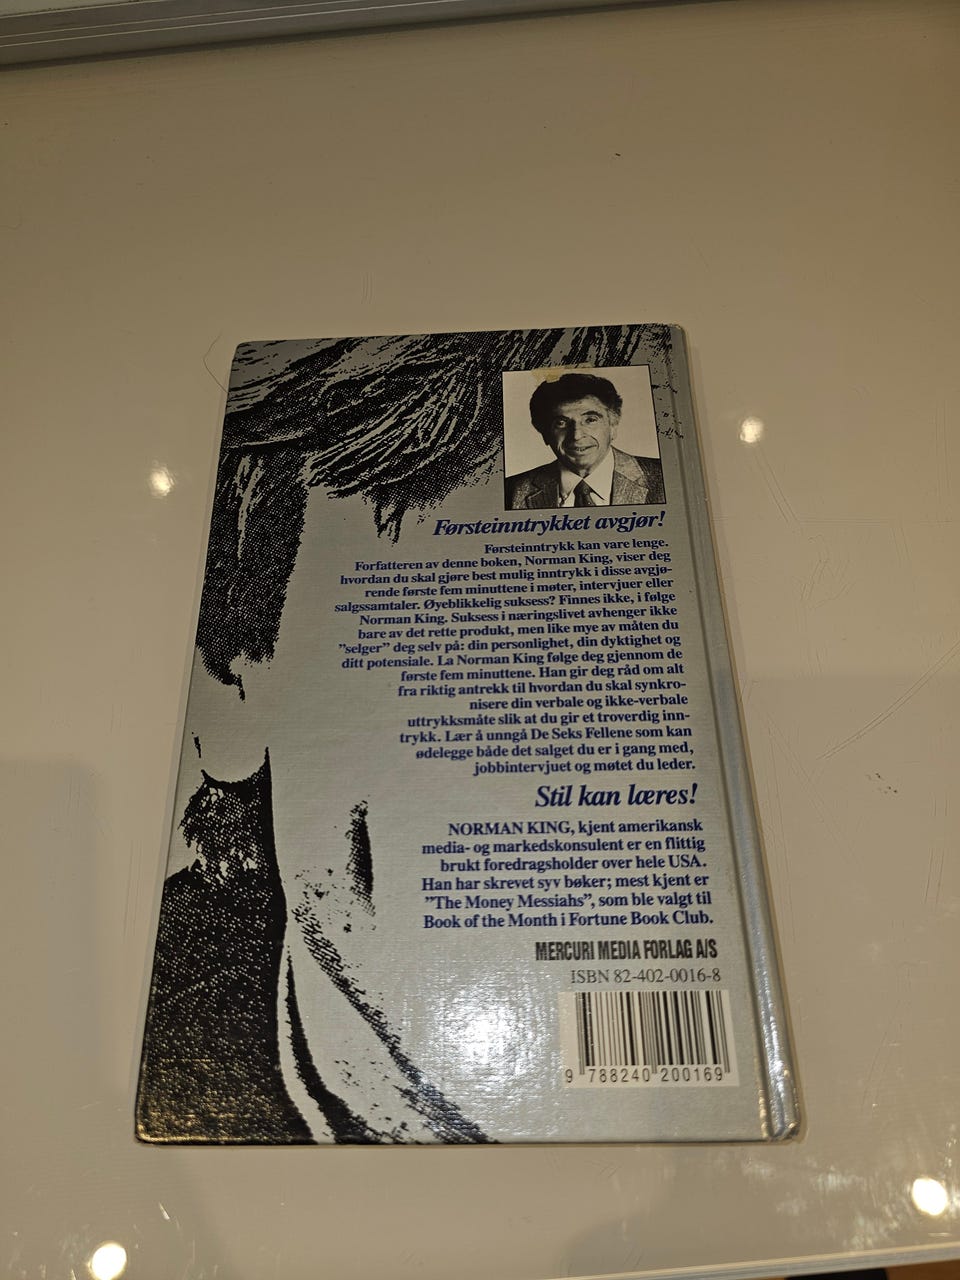 Førsteinntrykket avgjør!
Førsteinntrykk kan vare lenge.
Forfatteren av denne boken, Norman King, viser deg
hvordan du skal gjøre best mulig inntrykk i disse avgjø-
rende første fem minuttene i møter, intervjuer eller
salgssamtaler. Øyeblikkelig suksess? Finnes ikke, i følge
Norman King. Suksess i næringslivet avhenger ikke
bare av det rette produkt, men like mye av måten du
"selger" deg selv på: din personlighet, din dyktighet og
ditt potensiale. La Norman King følge deg gjennom de
første fem minuttene. Han gir deg råd om alt
fra riktig antrekk til hvordan du skal synkro-
nisere din verbale og ikke-verbale
uttrykksmåte slik at du gir et troverdig inn-
trykk. Lær å unngå De Seks Fellene som kan
ødelegge både det salget du er i gang med,
jobbintervjuet og møtet du leder.
Stil kan læres!
NORMAN KING, kjent amerikansk
media- og markedskonsulent er en flittig
brukt foredragsholder over hele USA.
Han har skrevet syv bøker; mest kjent er
"The Money Messiahs", som ble valgt til
Book of the Month i Fortune Book Club.
MERCURI MEDIA FORLAG A/S
ISBN 82-402-0016-8
9 788240 200169